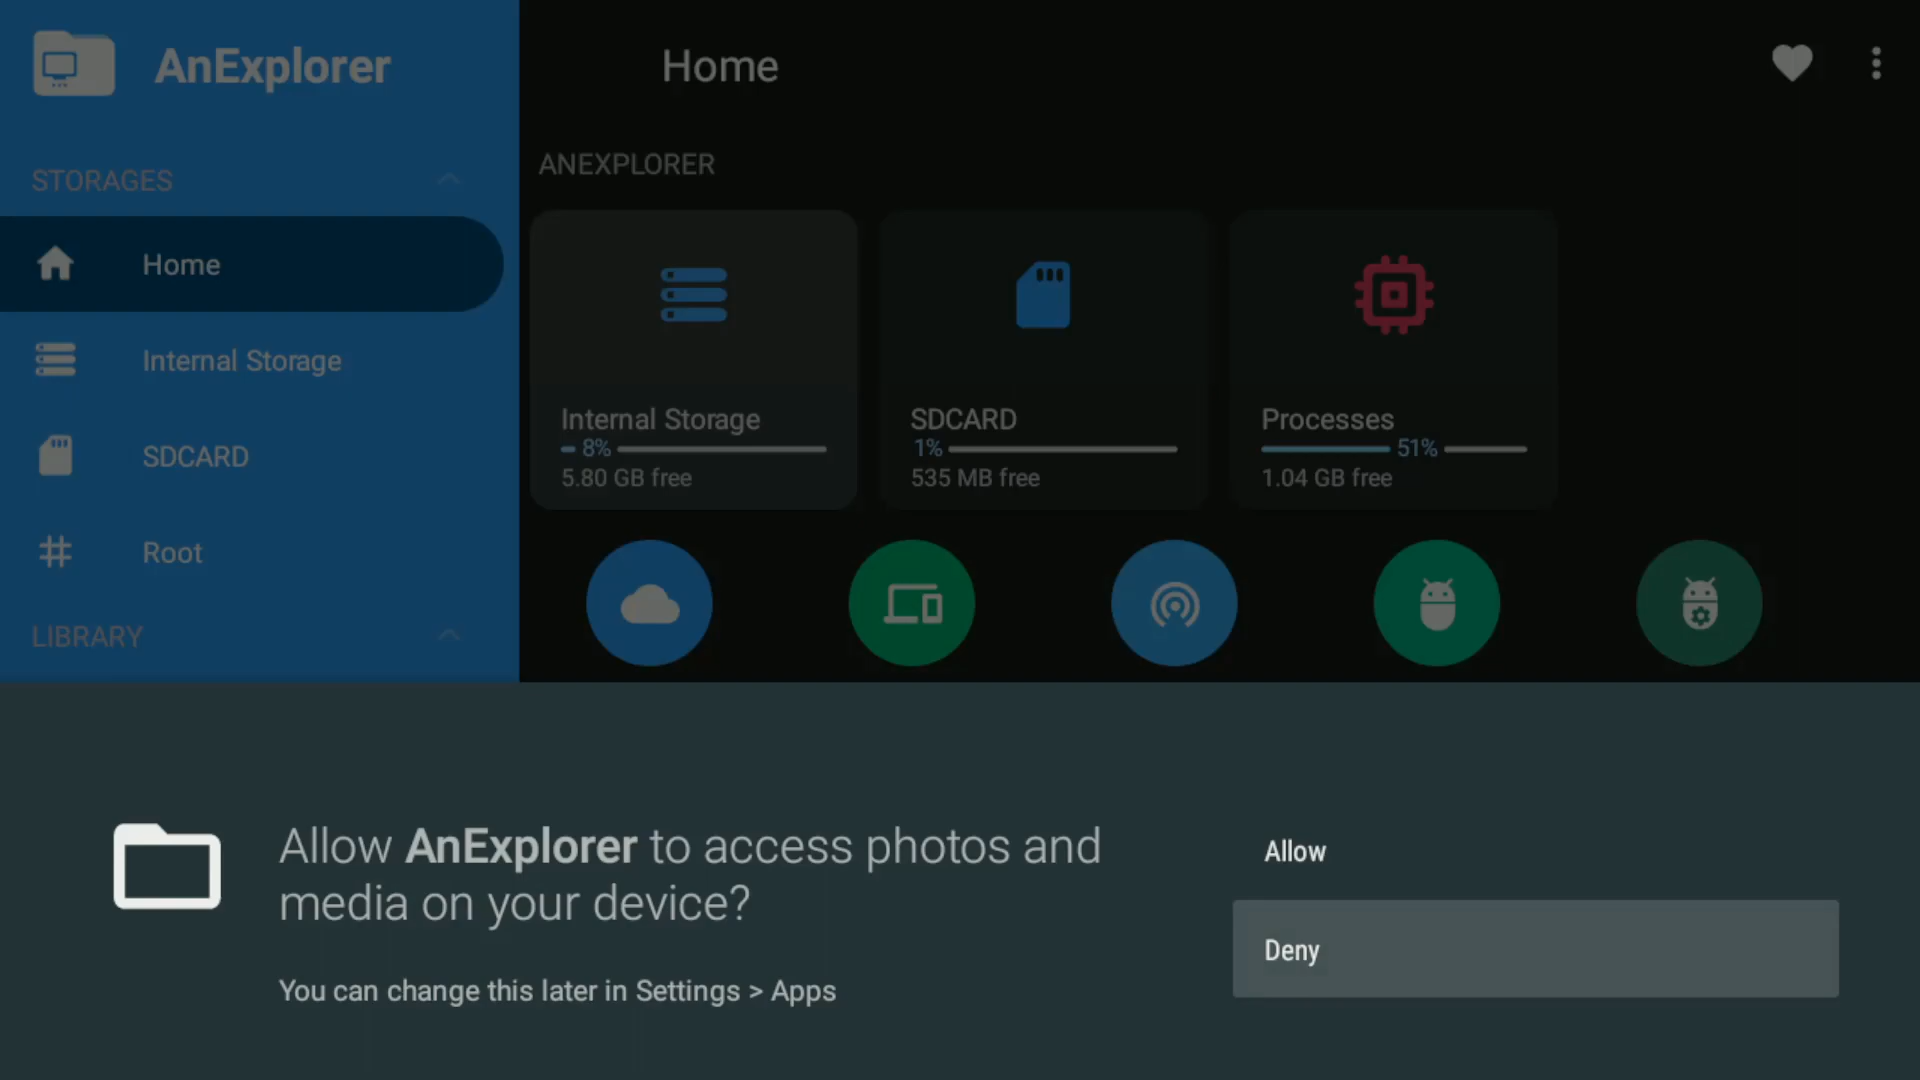 AnExplorer
STORAGES
Home
Internal Storage
SDCARD
Root
LIBRARY
Home
ANEXPLORER
Internal Storage
8%
5.80 GB free
SDCARD
1%
535 MB free
Processes
51%
1.04 GB free
Allow AnExplorer to access photos and
media on your device?
You can change this later in Settings > Apps
Allow
Deny